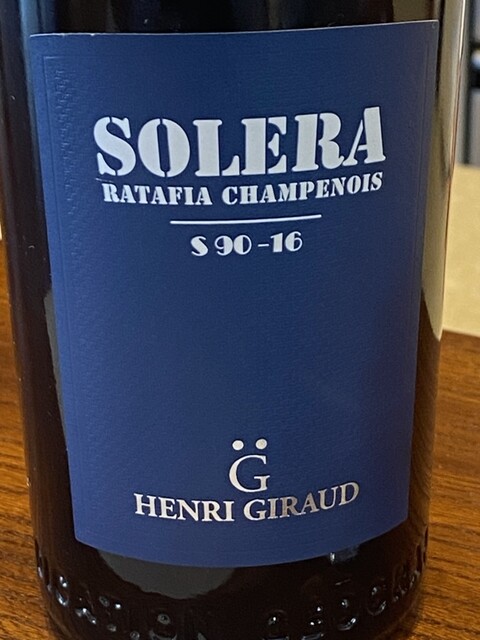 SOLERA
RATAFIA CHAMPENOIS
S 90-16
G̈
HENRI GIRAUD